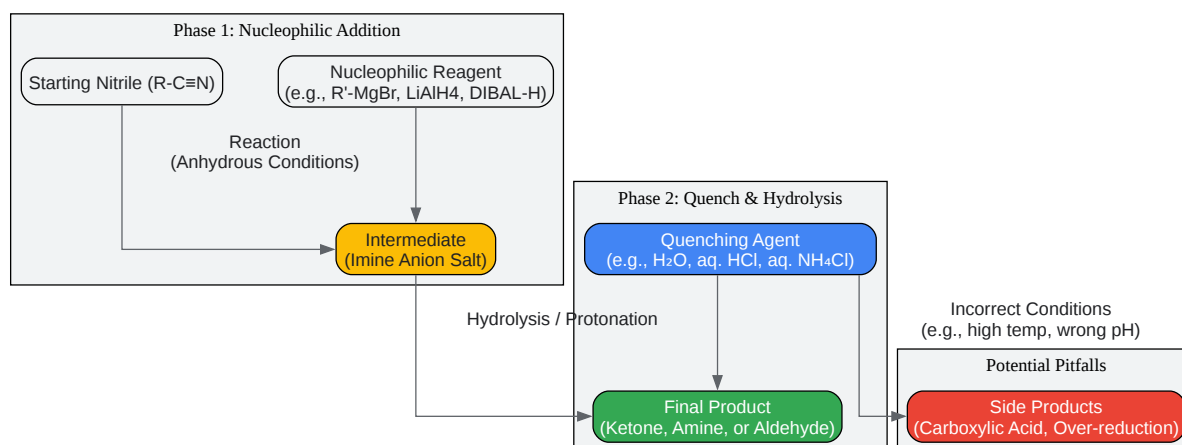 Phase 1: Nucleophilic Addition
Starting Nitrile (R-C≡N)
Nucleophilic Reagent
(e.g., R'-MgBr, LiAlH4, DIBAL-H)
Reaction
(Anhydrous Conditions)
Intermediate
(Imine Anion Salt)
Phase 2: Quench & Hydrolysis
Quenching Agent
(e.g., H₂O, aq. HCl, aq. NH₄Cl)
Hydrolysis / Protonation
Final Product
(Ketone, Amine, or Aldehyde)
Incorrect Conditions
(e.g., high temp, wrong pH)
Potential Pitfalls
Side Products
(Carboxylic Acid, Over-reduction)